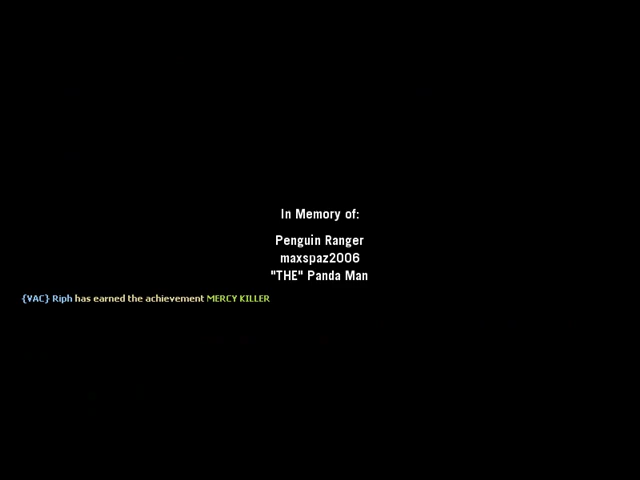 In Memory of:
Penguin Ranger
maxspaz2006
"THE" Panda Man
{VAC} Riph has earned the achievement MERCY KILLER